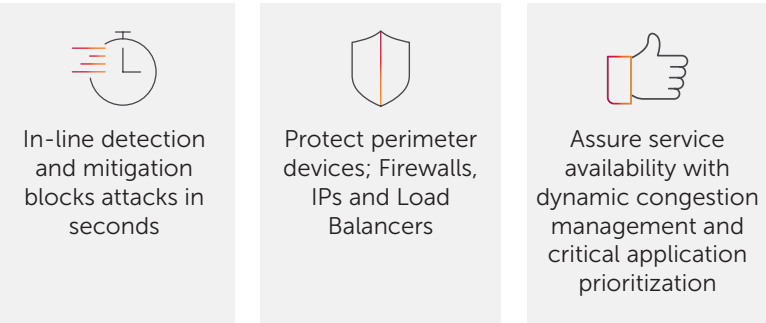 In-line detection
and mitigation
blocks attacks in
seconds
Protect perimeter
devices; Firewalls,
IPs and Load
Balancers
Assure service
availability with
dynamic congestion
management and
critical application
prioritization